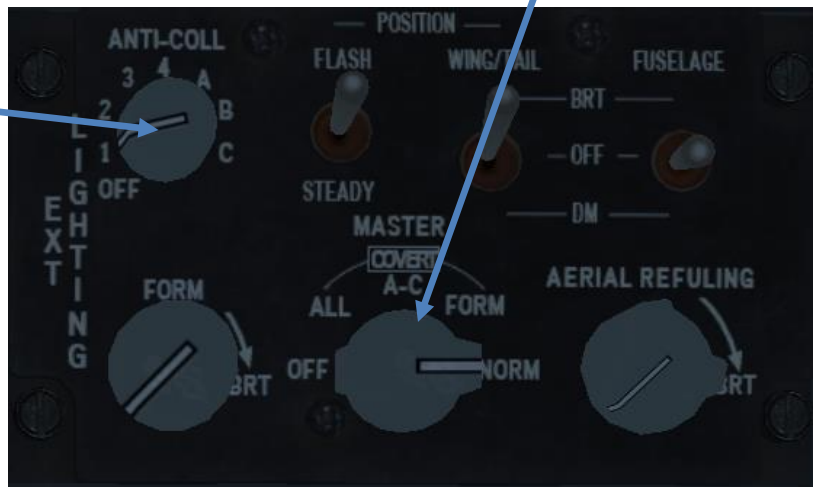 EXT LIGHTING
POSITION
ANTI-COLL
FLASH
WING/TAIL
FUSELAGE
OFF
1
2
3
4
A
B
C
BRT
OFF
DM
STEADY
MASTER
COVERT
A-C
ALL
FORM
OFF
NORM
FORM
BRT
AERIAL REFULING
BRT